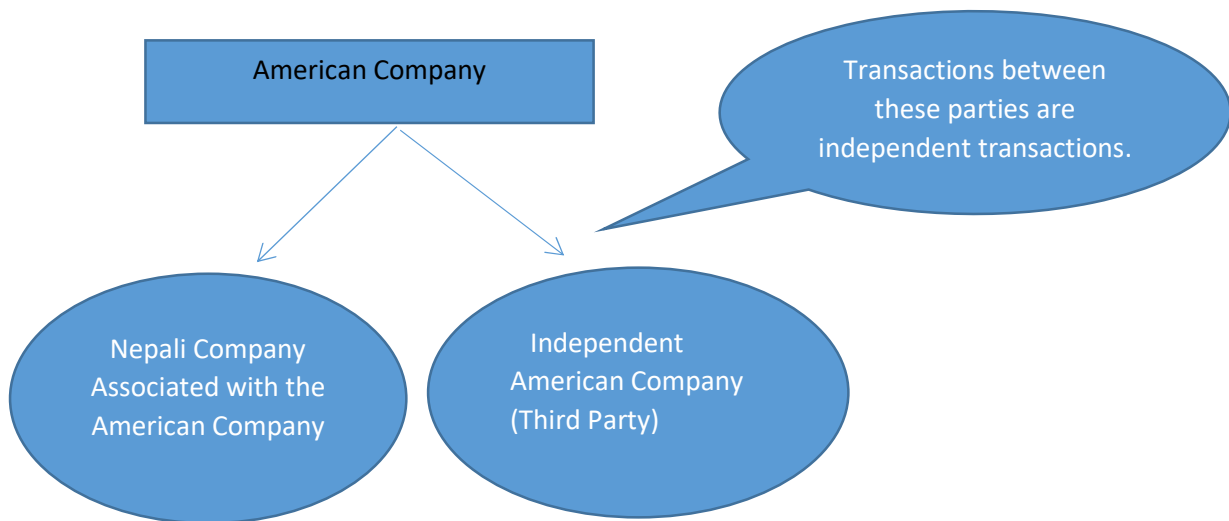 American Company
Transactions between
these parties are
independent transactions.
Nepali Company
Associated with the
American Company
Independent
American Company
(Third Party)